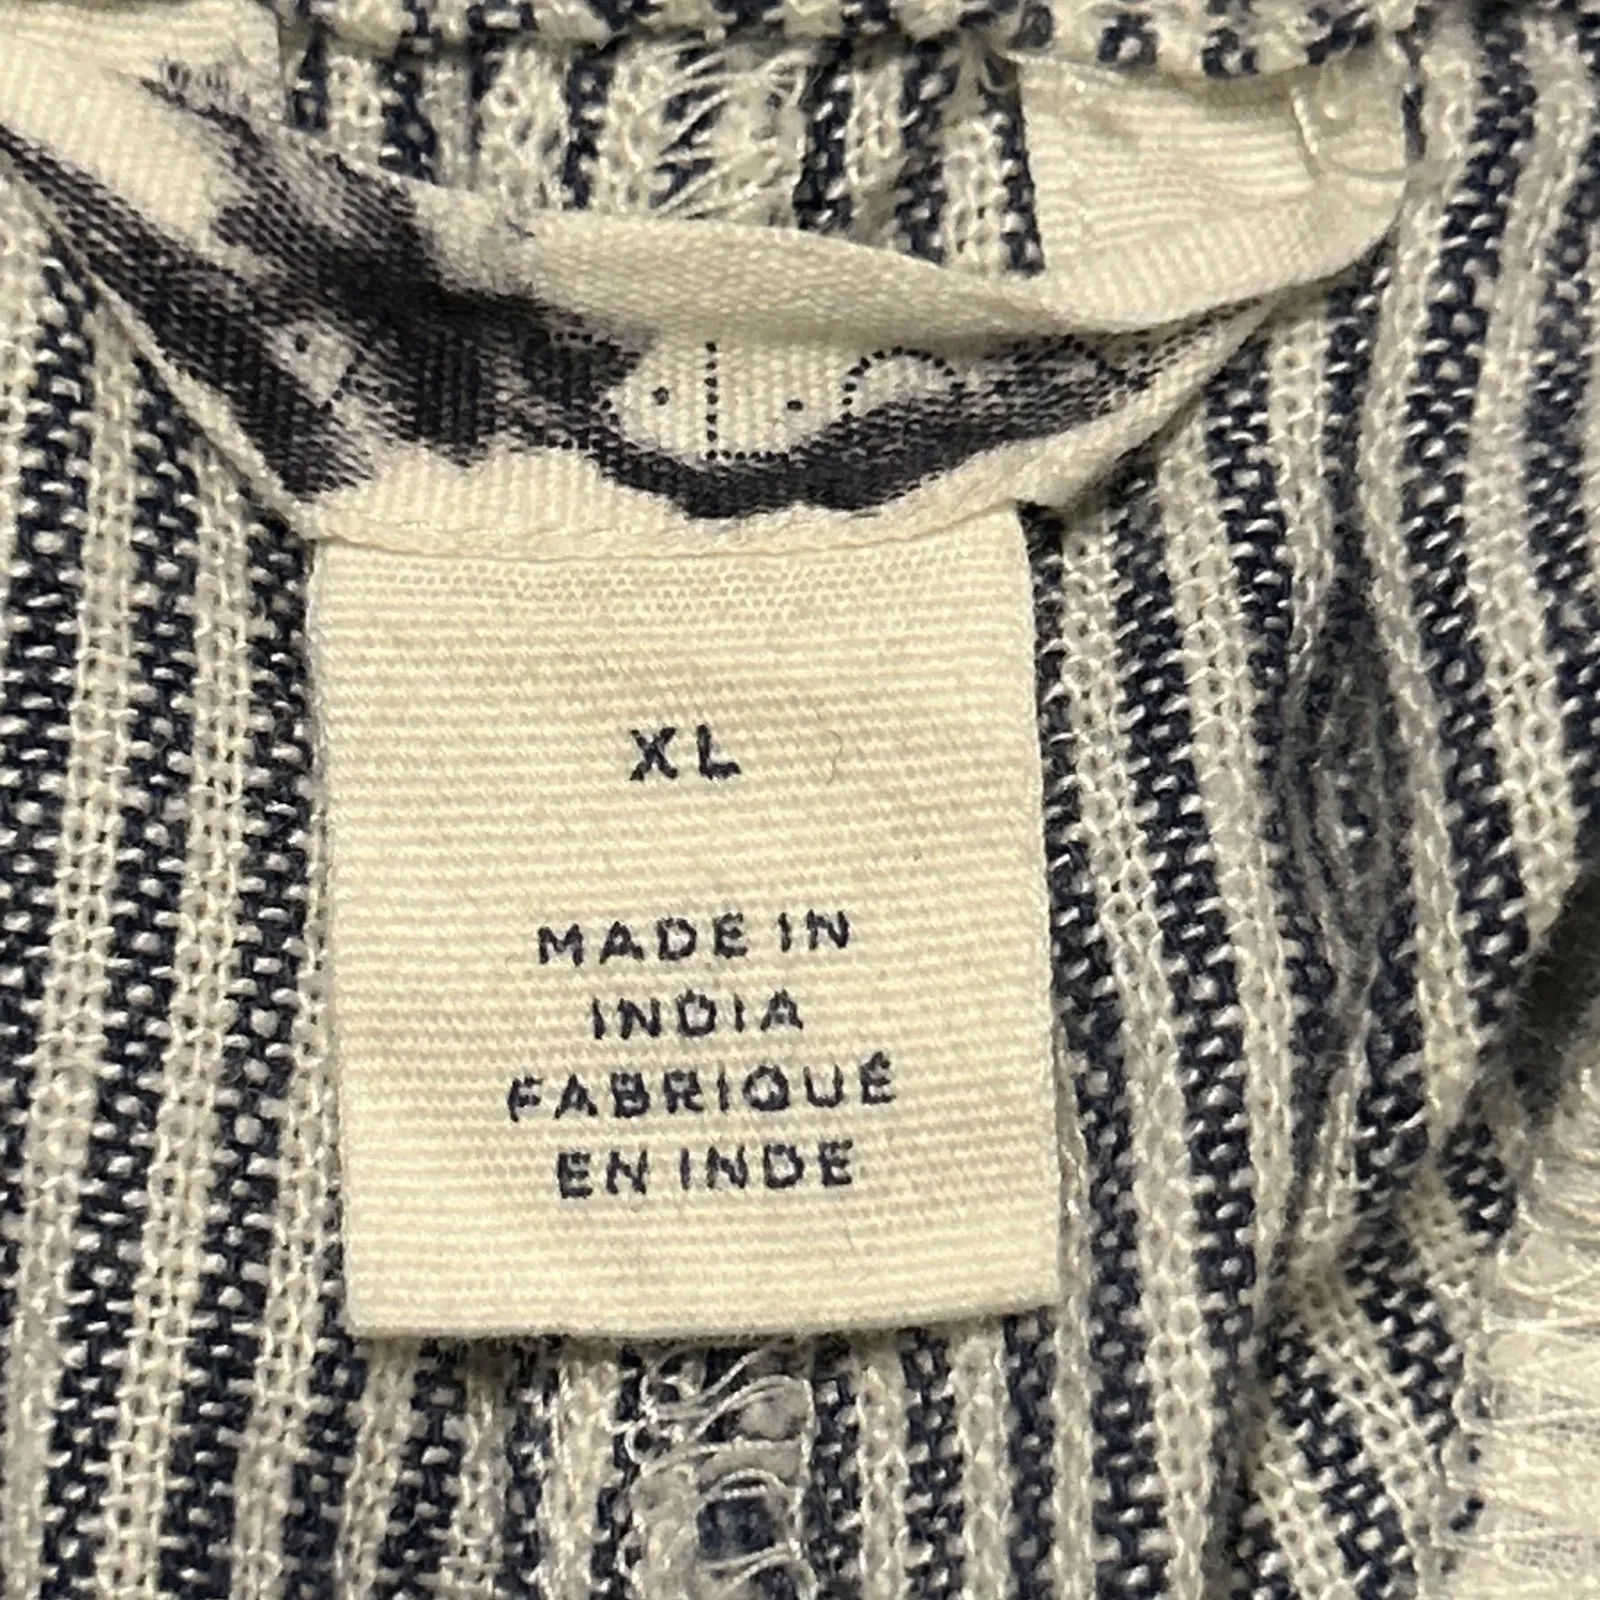 XL
MADE IN
INDIA
FABRIQUÉ
EN INDE